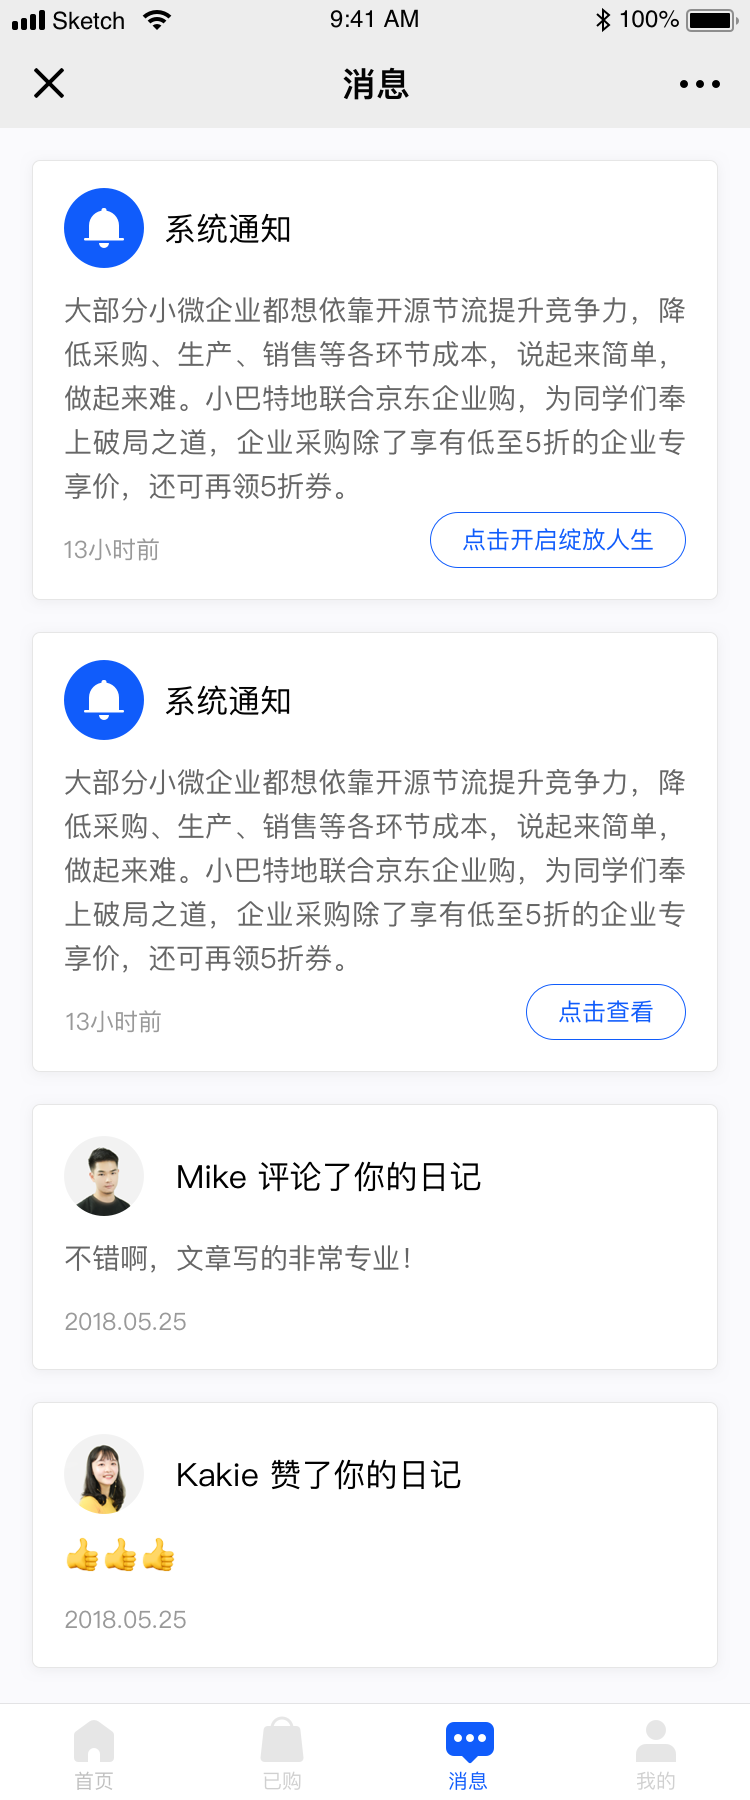 Sketch 9:41 AM 100%
消息
系统通知
大部分小微企业都想依靠开源节流提升竞争力，降
低采购、生产、销售等各环节成本，说起来简单，
做起来难。小巴特地联合京东企业购，为同学们奉
上破局之道，企业采购除了享有低至5折的企业专
享价，还可再领5折券。
13小时前 点击开启绽放人生
系统通知
大部分小微企业都想依靠开源节流提升竞争力，降
低采购、生产、销售等各环节成本，说起来简单，
做起来难。小巴特地联合京东企业购，为同学们奉
上破局之道，企业采购除了享有低至5折的企业专
享价，还可再领5折券。
13小时前 点击查看
Mike 评论了你的日记
不错啊，文章写的非常专业！
2018.05.25
Kakie 赞了你的日记
👍👍👍
2018.05.25
首页 已购 消息 我的